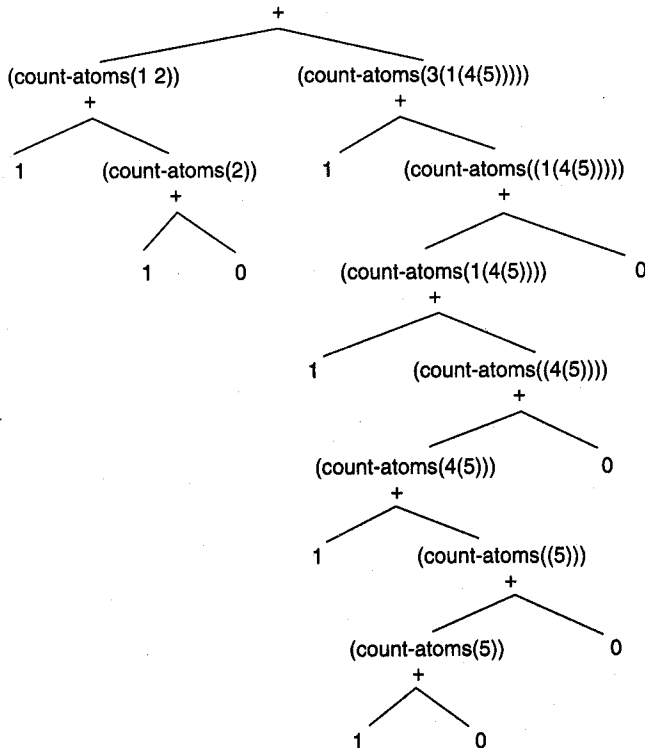 +
(count-atoms(1 2)) (count-atoms(3(1(4(5)))))
+ +
1 (count-atoms(2)) 1 (count-atoms((1(4(5)))))
+ +
1 0 (count-atoms(1(4(5)))) 0
+
1 (count-atoms((4(5))))
+
(count-atoms(4(5))) 0
+
1 (count-atoms((5)))
+
(count-atoms(5)) 0
+
1 0